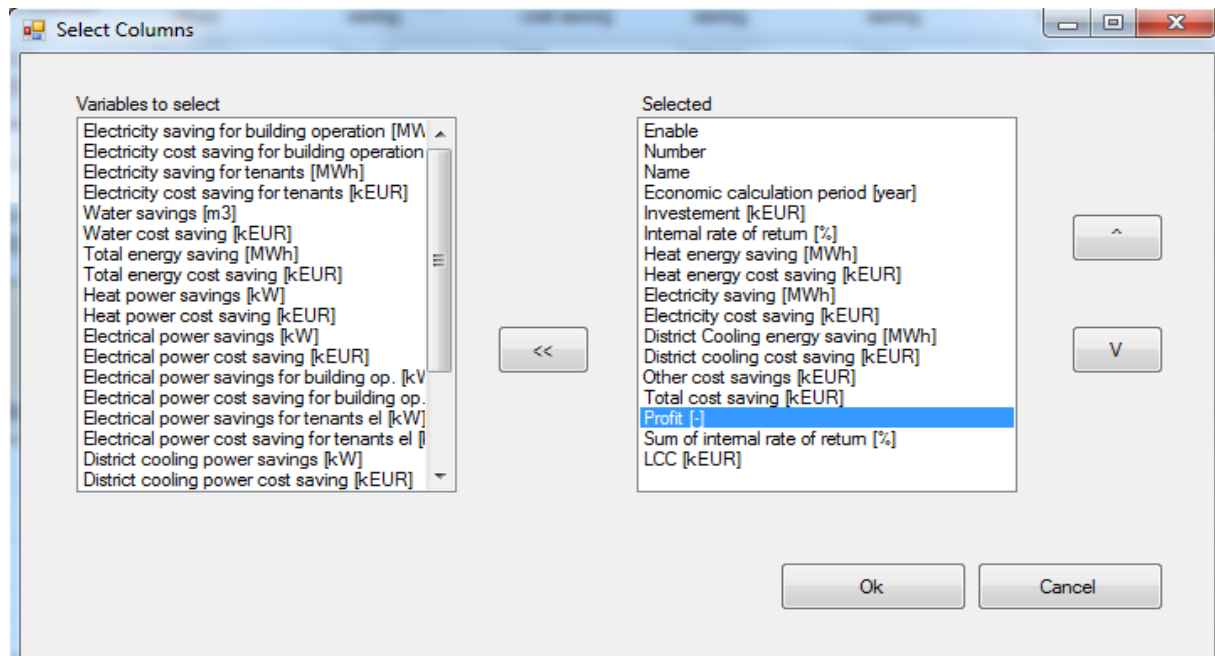 Select Columns
Variables to select
Electricity saving for building operation [MW
Electricity cost saving for building operation
Electricity saving for tenants [MWh]
Electricity cost saving for tenants [kEUR]
Water savings [m3]
Water cost saving [kEUR]
Total energy saving [MWh]
Total energy cost saving [kEUR]
Heat power savings [kW]
Heat power cost saving [kEUR]
Electrical power savings [kW]
Electrical power cost saving [kEUR]
Electrical power savings for building op. [kW
Electrical power cost saving for building op.
Electrical power savings for tenants el [kW]
Electrical power cost saving for tenants el [k
District cooling power savings [kW]
District cooling power cost saving [kEUR]
<<
Selected
Enable
Number
Name
Economic calculation period [year]
Investement [kEUR]
Internal rate of return [%]
Heat energy saving [MWh]
Heat energy cost saving [kEUR]
Electricity saving [MWh]
Electricity cost saving [kEUR]
District Cooling energy saving [MWh]
District cooling cost saving [kEUR]
Other cost savings [kEUR]
Total cost saving [kEUR]
Profit [-]
Sum of internal rate of return [%]
LCC [kEUR]
^
V
Ok
Cancel